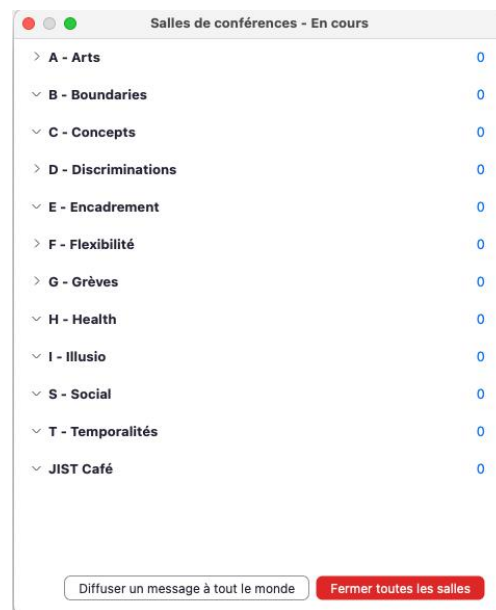 Salles de conférences - En cours
A - Arts 0
B - Boundaries 0
C - Concepts 0
D - Discriminations 0
E - Encadrement 0
F - Flexibilité 0
G - Grèves 0
H - Health 0
I - Illusio 0
S - Social 0
T - Temporalités 0
JIST Café 0
Diffuser un message à tout le monde Fermer toutes les salles